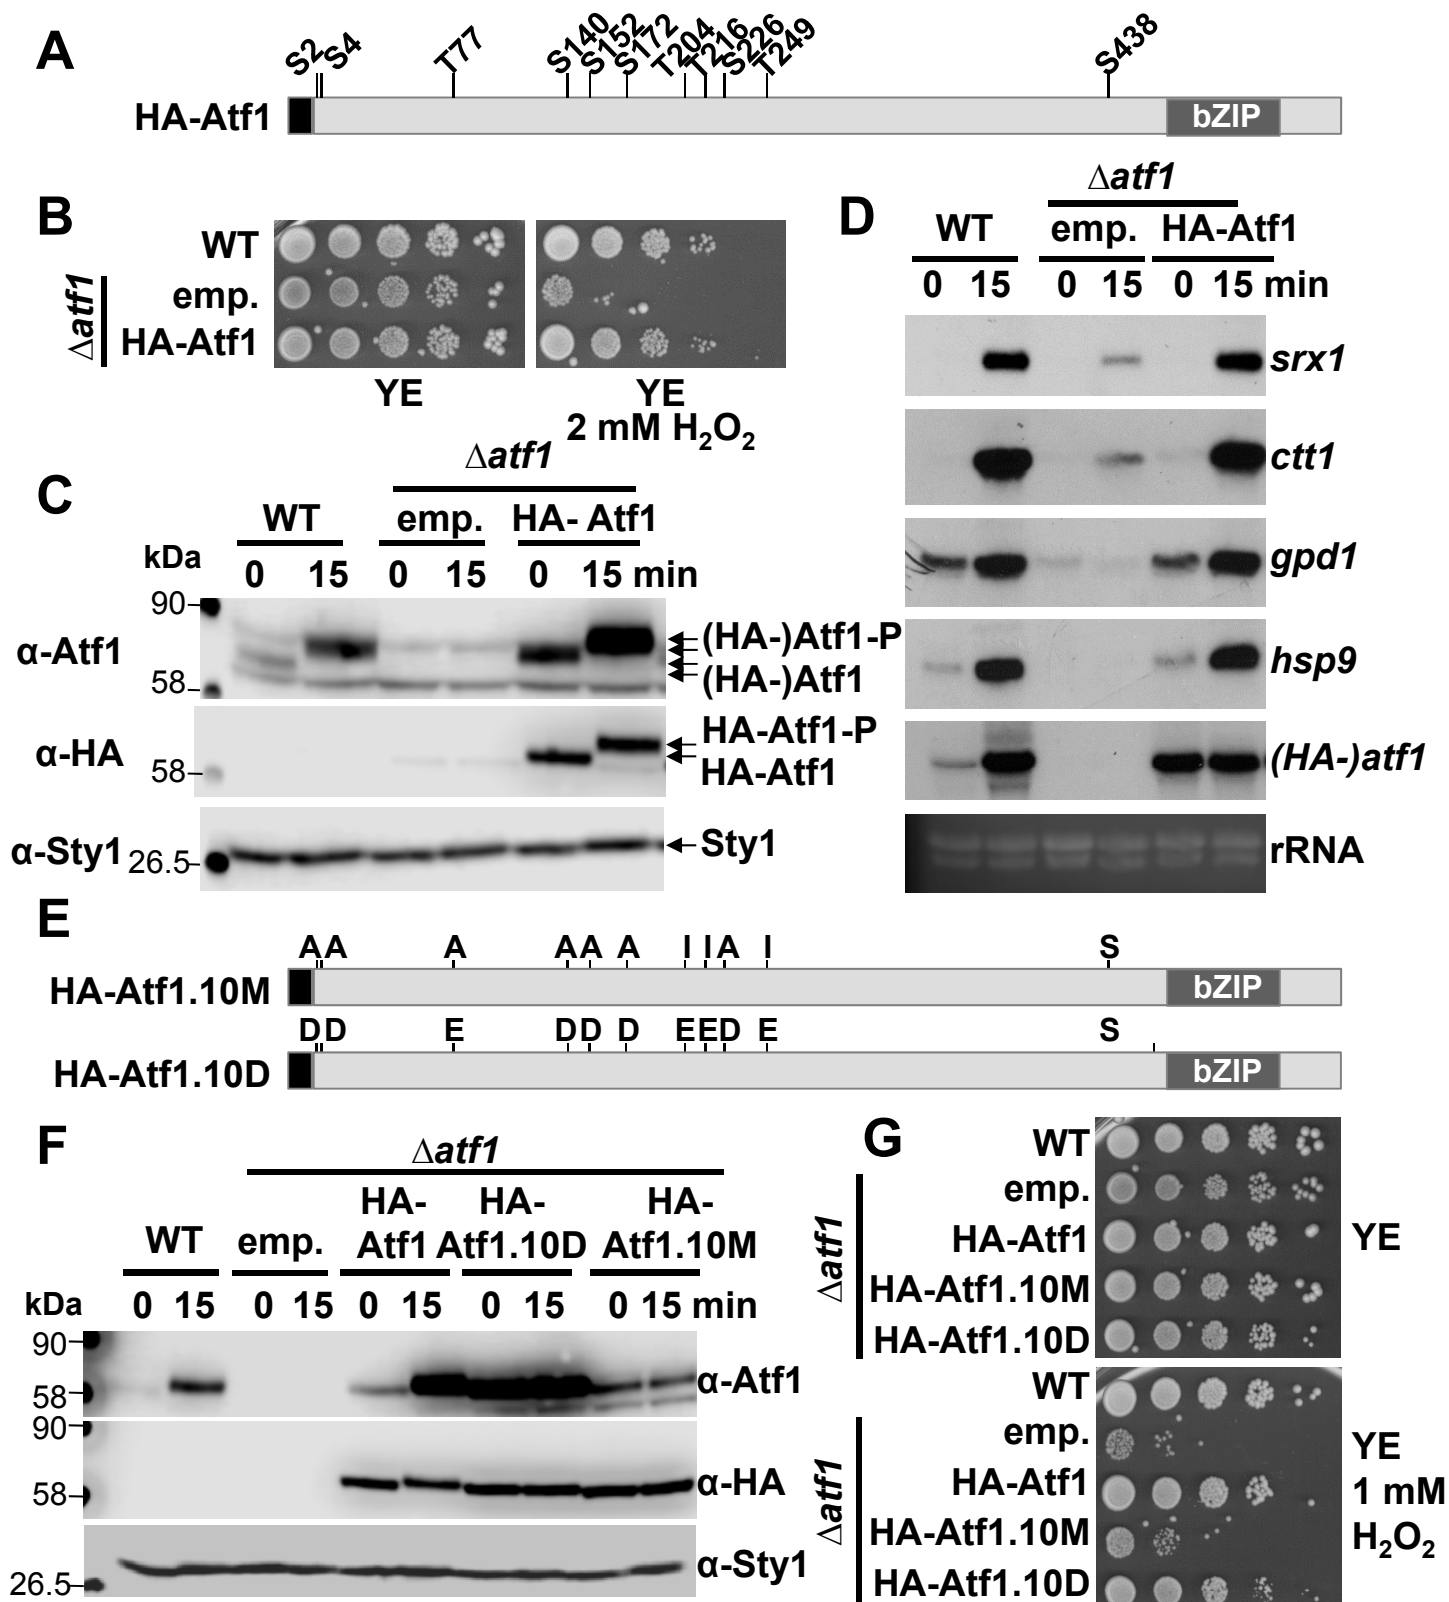 A
S2 S4 T77 S140 S152 S172 T204 T216 S226 T249 S438
HA-Atf1 bZIP
B
WT
Δatf1
emp.
HA-Atf1
YE
YE
2 mM H₂O₂
C
Δatf1
WT emp. HA- Atf1
kDa
0 15 0 15 0 15 min
90
α-Atf1
58
(HA-)Atf1-P
(HA-)Atf1
α-HA
58
HA-Atf1-P
HA-Atf1
α-Sty1
26.5
Sty1
D
Δatf1
WT emp. HA-Atf1
0 15 0 15 0 15 min
srx1
ctt1
gpd1
hsp9
(HA-)atf1
rRNA
E
A A A A A A I I A I S
HA-Atf1.10M bZIP
D D E D D D E E D E S
HA-Atf1.10D bZIP
F
Δatf1
HA- HA- HA-
WT emp. Atf1 Atf1.10D Atf1.10M
kDa 0 15 0 15 0 15 0 15 0 15 min
90
58
α-Atf1
90
58
α-HA
26.5
α-Sty1
G
WT
Δatf1
emp.
HA-Atf1
HA-Atf1.10M
HA-Atf1.10D
YE
WT
Δatf1
emp.
HA-Atf1
HA-Atf1.10M
HA-Atf1.10D
YE
1 mM
H₂O₂